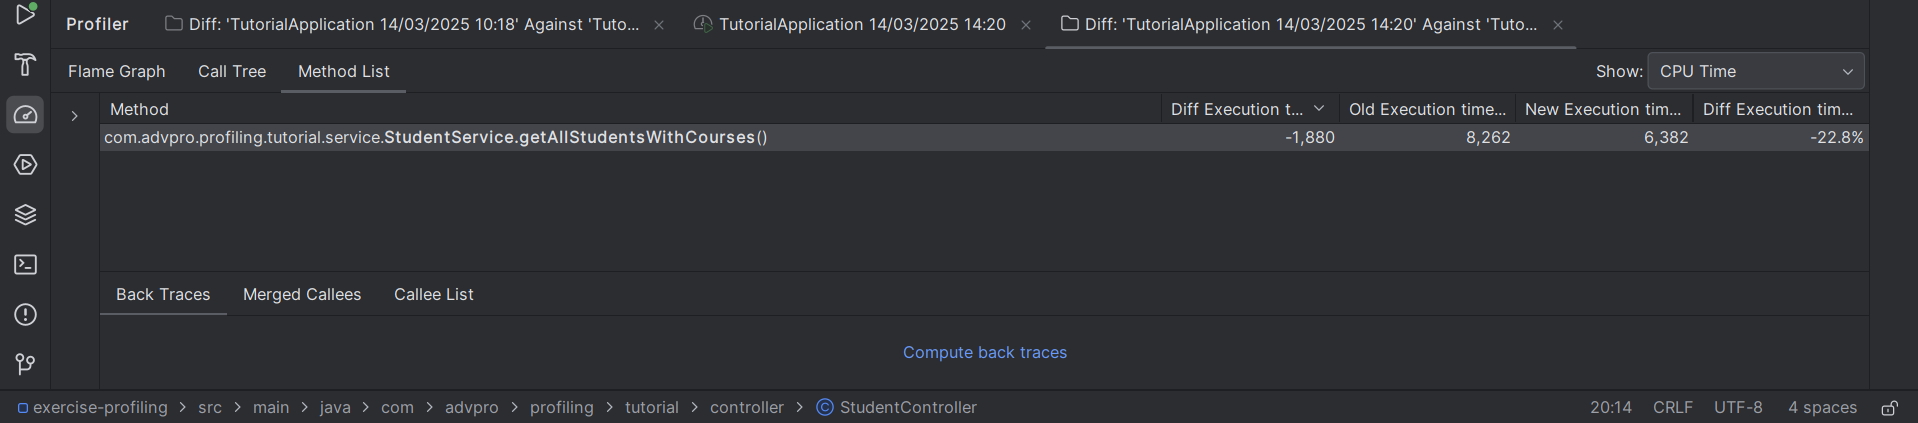 Profiler Diff: 'TutorialApplication 14/03/2025 10:18' Against 'Tuto... TutorialApplication 14/03/2025 14:20 Diff: 'TutorialApplication 14/03/2025 14:20' Against 'Tuto...
Flame Graph Call Tree Method List Show: CPU Time
Method Diff Execution t... Old Execution time... New Execution tim... Diff Execution tim...
com.advpro.profiling.tutorial.service.StudentService.getAllStudentsWithCourses() -1,880 8,262 6,382 -22.8%
Back Traces Merged Callees Callee List
Compute back traces
exercise-profiling > src > main > java > com > advpro > profiling > tutorial > controller > StudentController 20:14 CRLF UTF-8 4 spaces